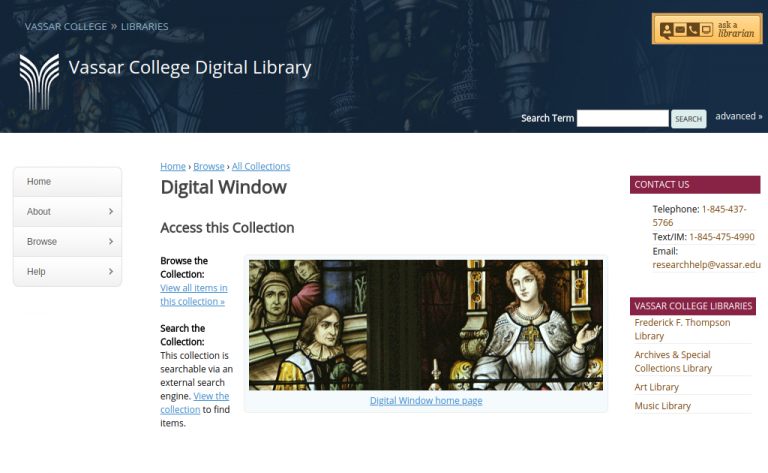 VASSAR COLLEGE » LIBRARIES
ask a
librarian
Vassar College Digital Library
Search Term
SEARCH
advanced »
Home
About
Browse
Help
Home › Browse › All Collections
Digital Window
Access this Collection
Browse the
Collection:
View all items in
this collection »
Search the
Collection:
This collection is
searchable via an
external search
engine. View the
collection to find
items.
Digital Window home page
CONTACT US
Telephone: 1-845-437-
5766
Text/IM: 1-845-475-4990
Email:
researchhelp@vassar.edu
VASSAR COLLEGE LIBRARIES
Frederick F. Thompson
Library
Archives & Special
Collections Library
Art Library
Music Library